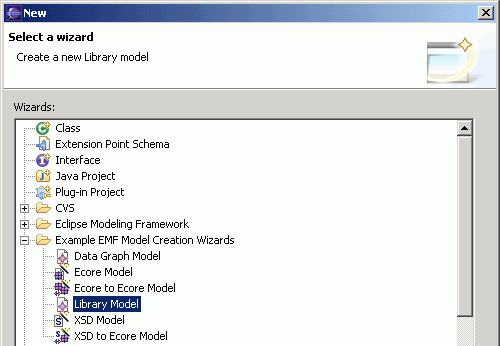 New
Select a wizard
Create a new Library model
Wizards:
Class
Extension Point Schema
Interface
Java Project
Plug-in Project
CVS
Eclipse Modeling Framework
Example EMF Model Creation Wizards
Data Graph Model
Ecore Model
Ecore to Ecore Model
Library Model
XSD Model
XSD to Ecore Model